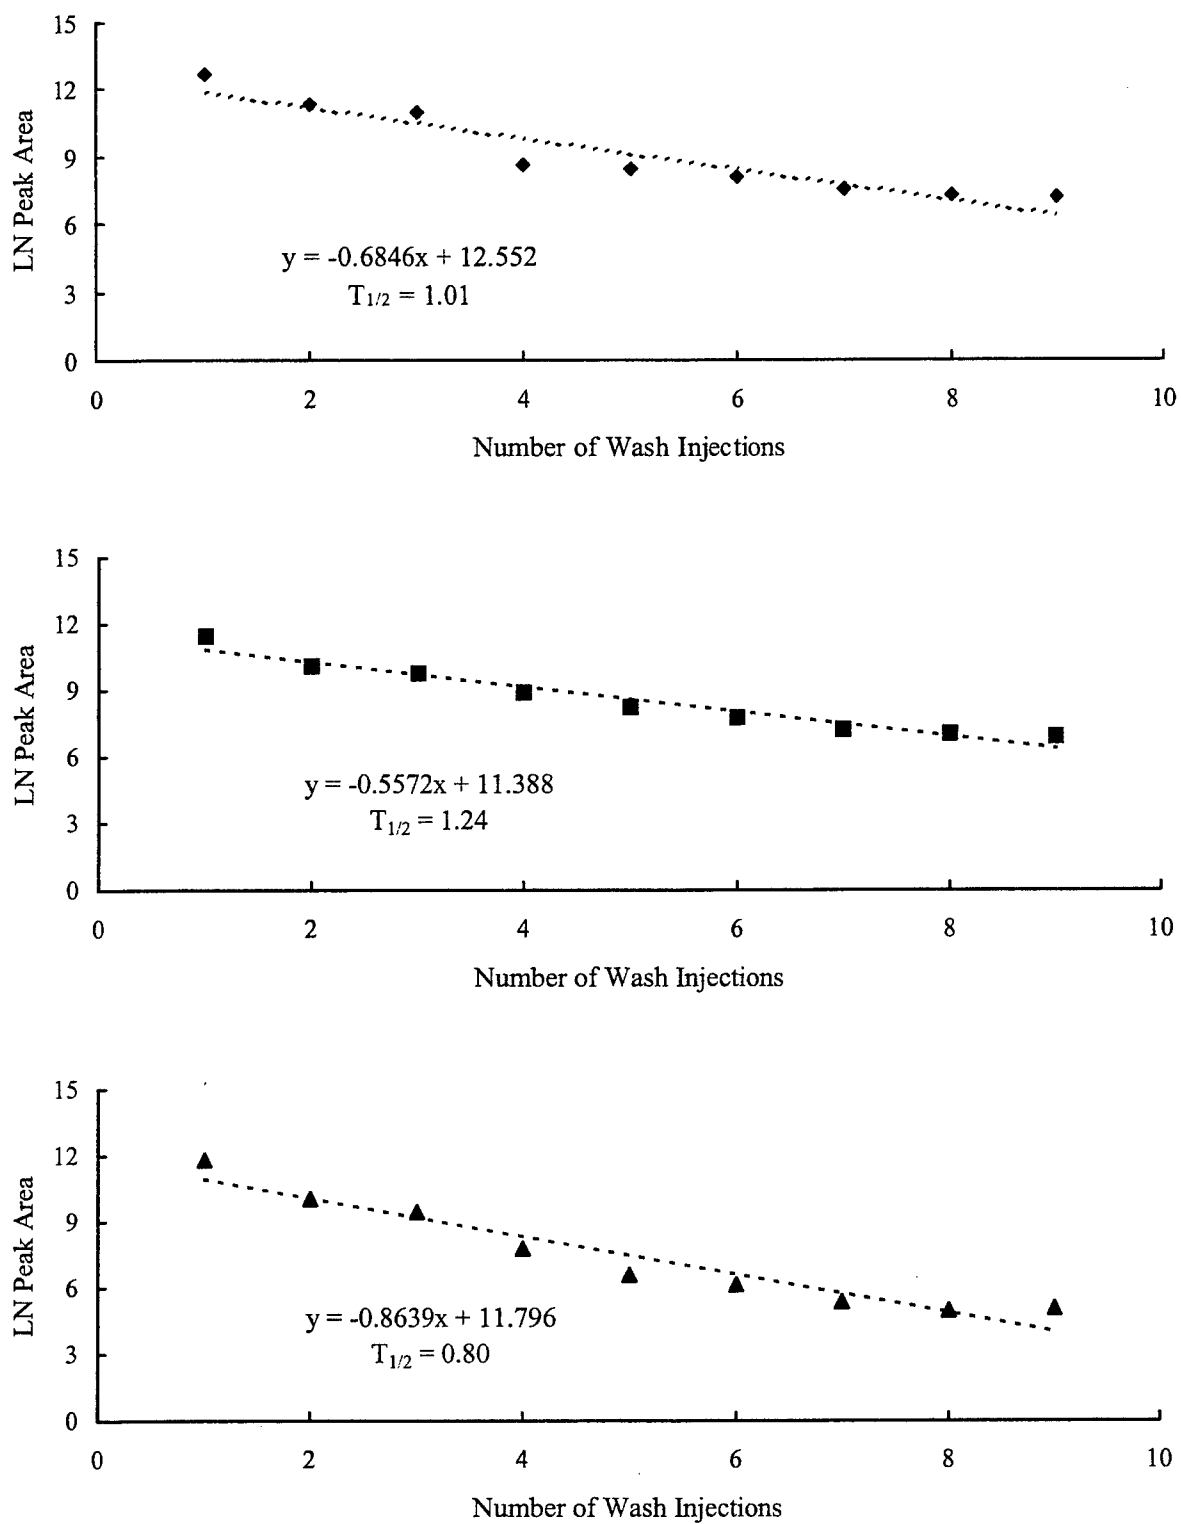 15
12
9
6
3
0
LN Peak Area
y = -0.6846x + 12.552
T1/2 = 1.01
0 2 4 6 8 10
Number of Wash Injections
15
12
9
6
3
0
LN Peak Area
y = -0.5572x + 11.388
T1/2 = 1.24
0 2 4 6 8 10
Number of Wash Injections
15
12
9
6
3
0
LN Peak Area
y = -0.8639x + 11.796
T1/2 = 0.80
0 2 4 6 8 10
Number of Wash Injections